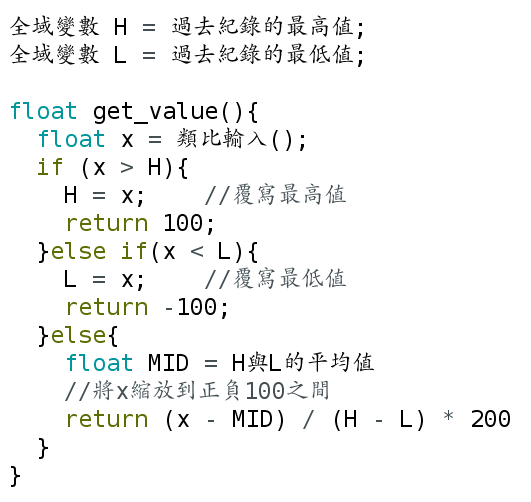 全域變數 H = 過去紀錄的最高值;
全域變數 L = 過去紀錄的最低值;
float get_value(){
float x = 類比輸入();
if (x > H){
H = x; //覆寫最高值
return 100;
}else if(x < L){
L = x; //覆寫最低值
return -100;
}else{
float MID = H與L的平均值
//將x縮放到正負100之間
return (x - MID) / (H - L) * 200
}
}